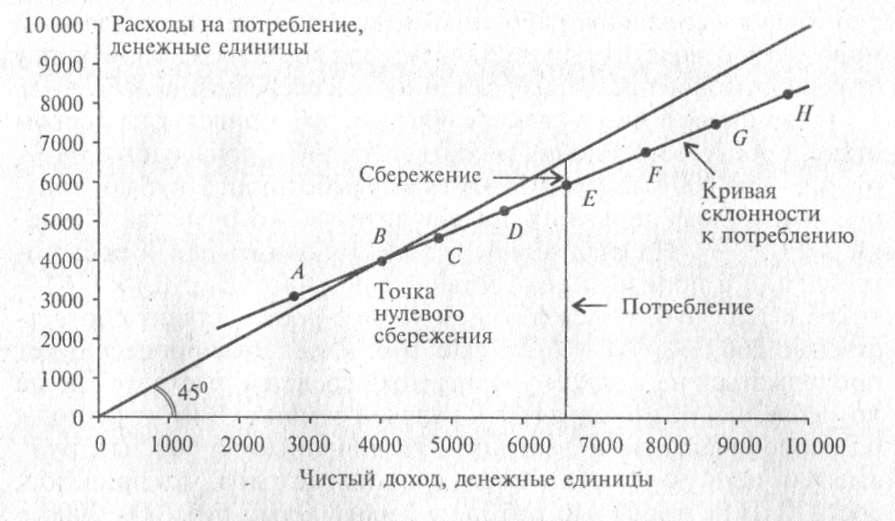 Расходы на потребление,
денежные единицы
10 000
9000
8000
7000
6000
5000
4000
3000
2000
1000
0
Сбережение
A
B
C
D
E
F
G
H
Кривая
склонности
к потреблению
Точка
нулевого
сбережения
Потребление
45⁰
0 1000 2000 3000 4000 5000 6000 7000 8000 9000 10 000
Чистый доход, денежные единицы